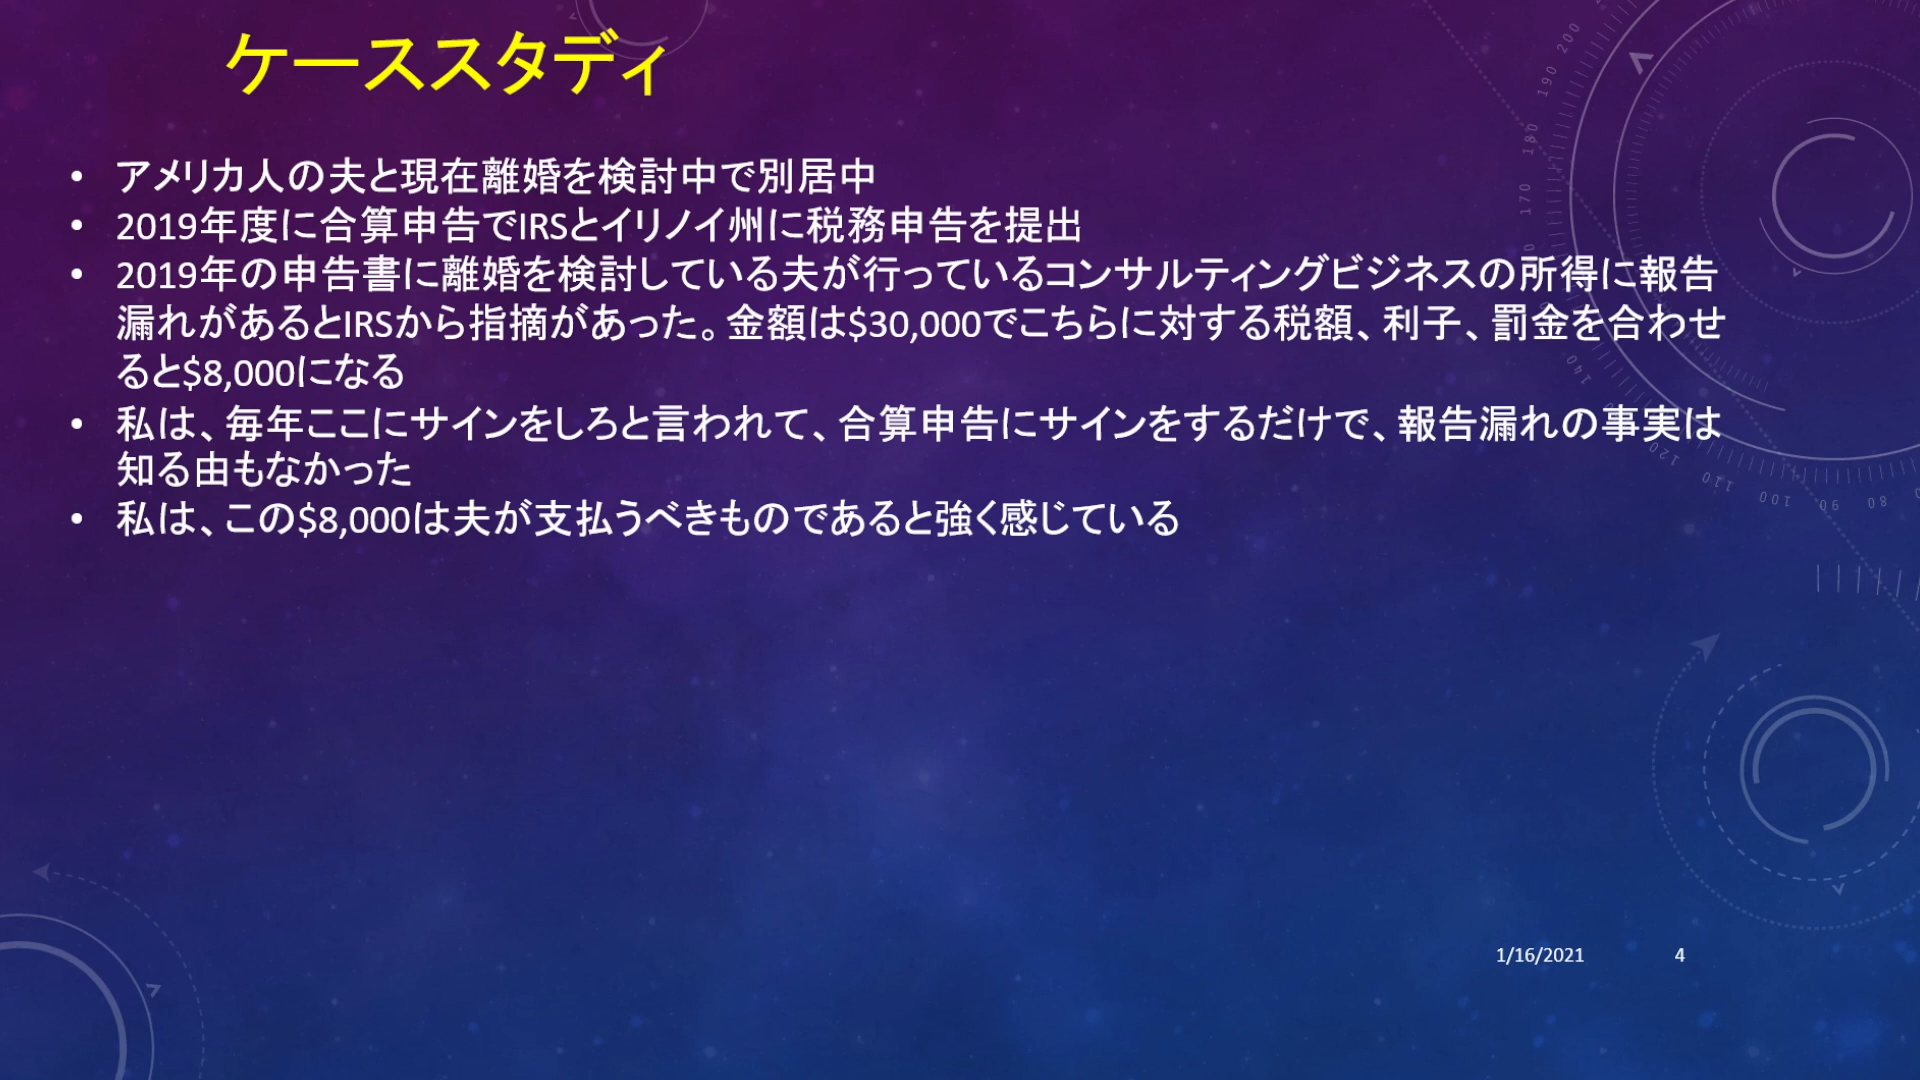 ケーススタディ
• アメリカ人の夫と現在離婚を検討中で別居中
• 2019年度に合算申告でIRSとイリノイ州に税務申告を提出
• 2019年の申告書に離婚を検討している夫が行っているコンサルティングビジネスの所得に報告
漏れがあるとIRSから指摘があった。金額は$30,000でこちらに対する税額、利子、罰金を合わせ
ると$8,000になる
• 私は、毎年ここにサインをしろと言われて、合算申告にサインをするだけで、報告漏れの事実は
知る由もなかった
• 私は、この$8,000は夫が支払うべきものであると強く感じている
200
190
180
170
140
120
110
100
90
80
1/16/2021 4